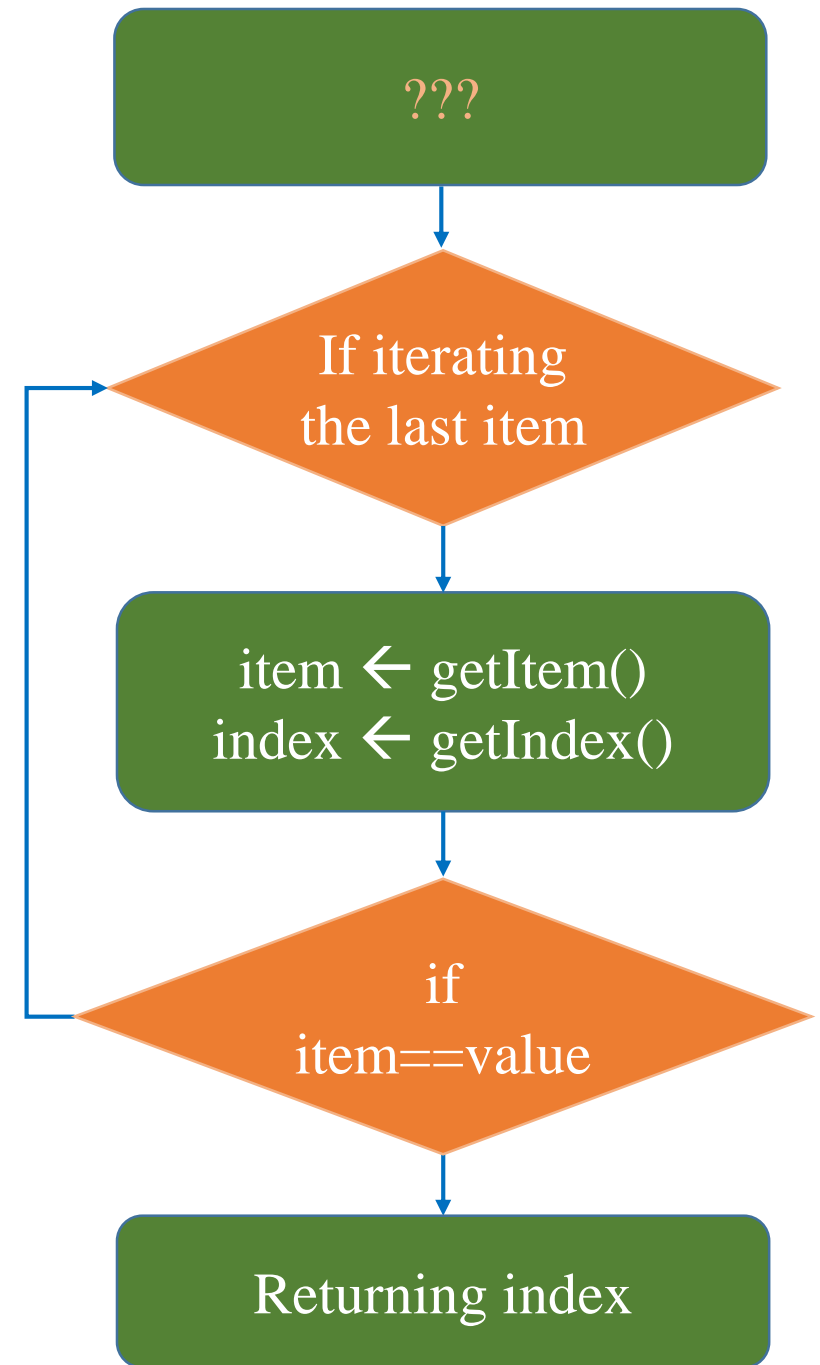 ???
If iterating
the last item
item ← getItem()
index ← getIndex()
if
item==value
Returning index